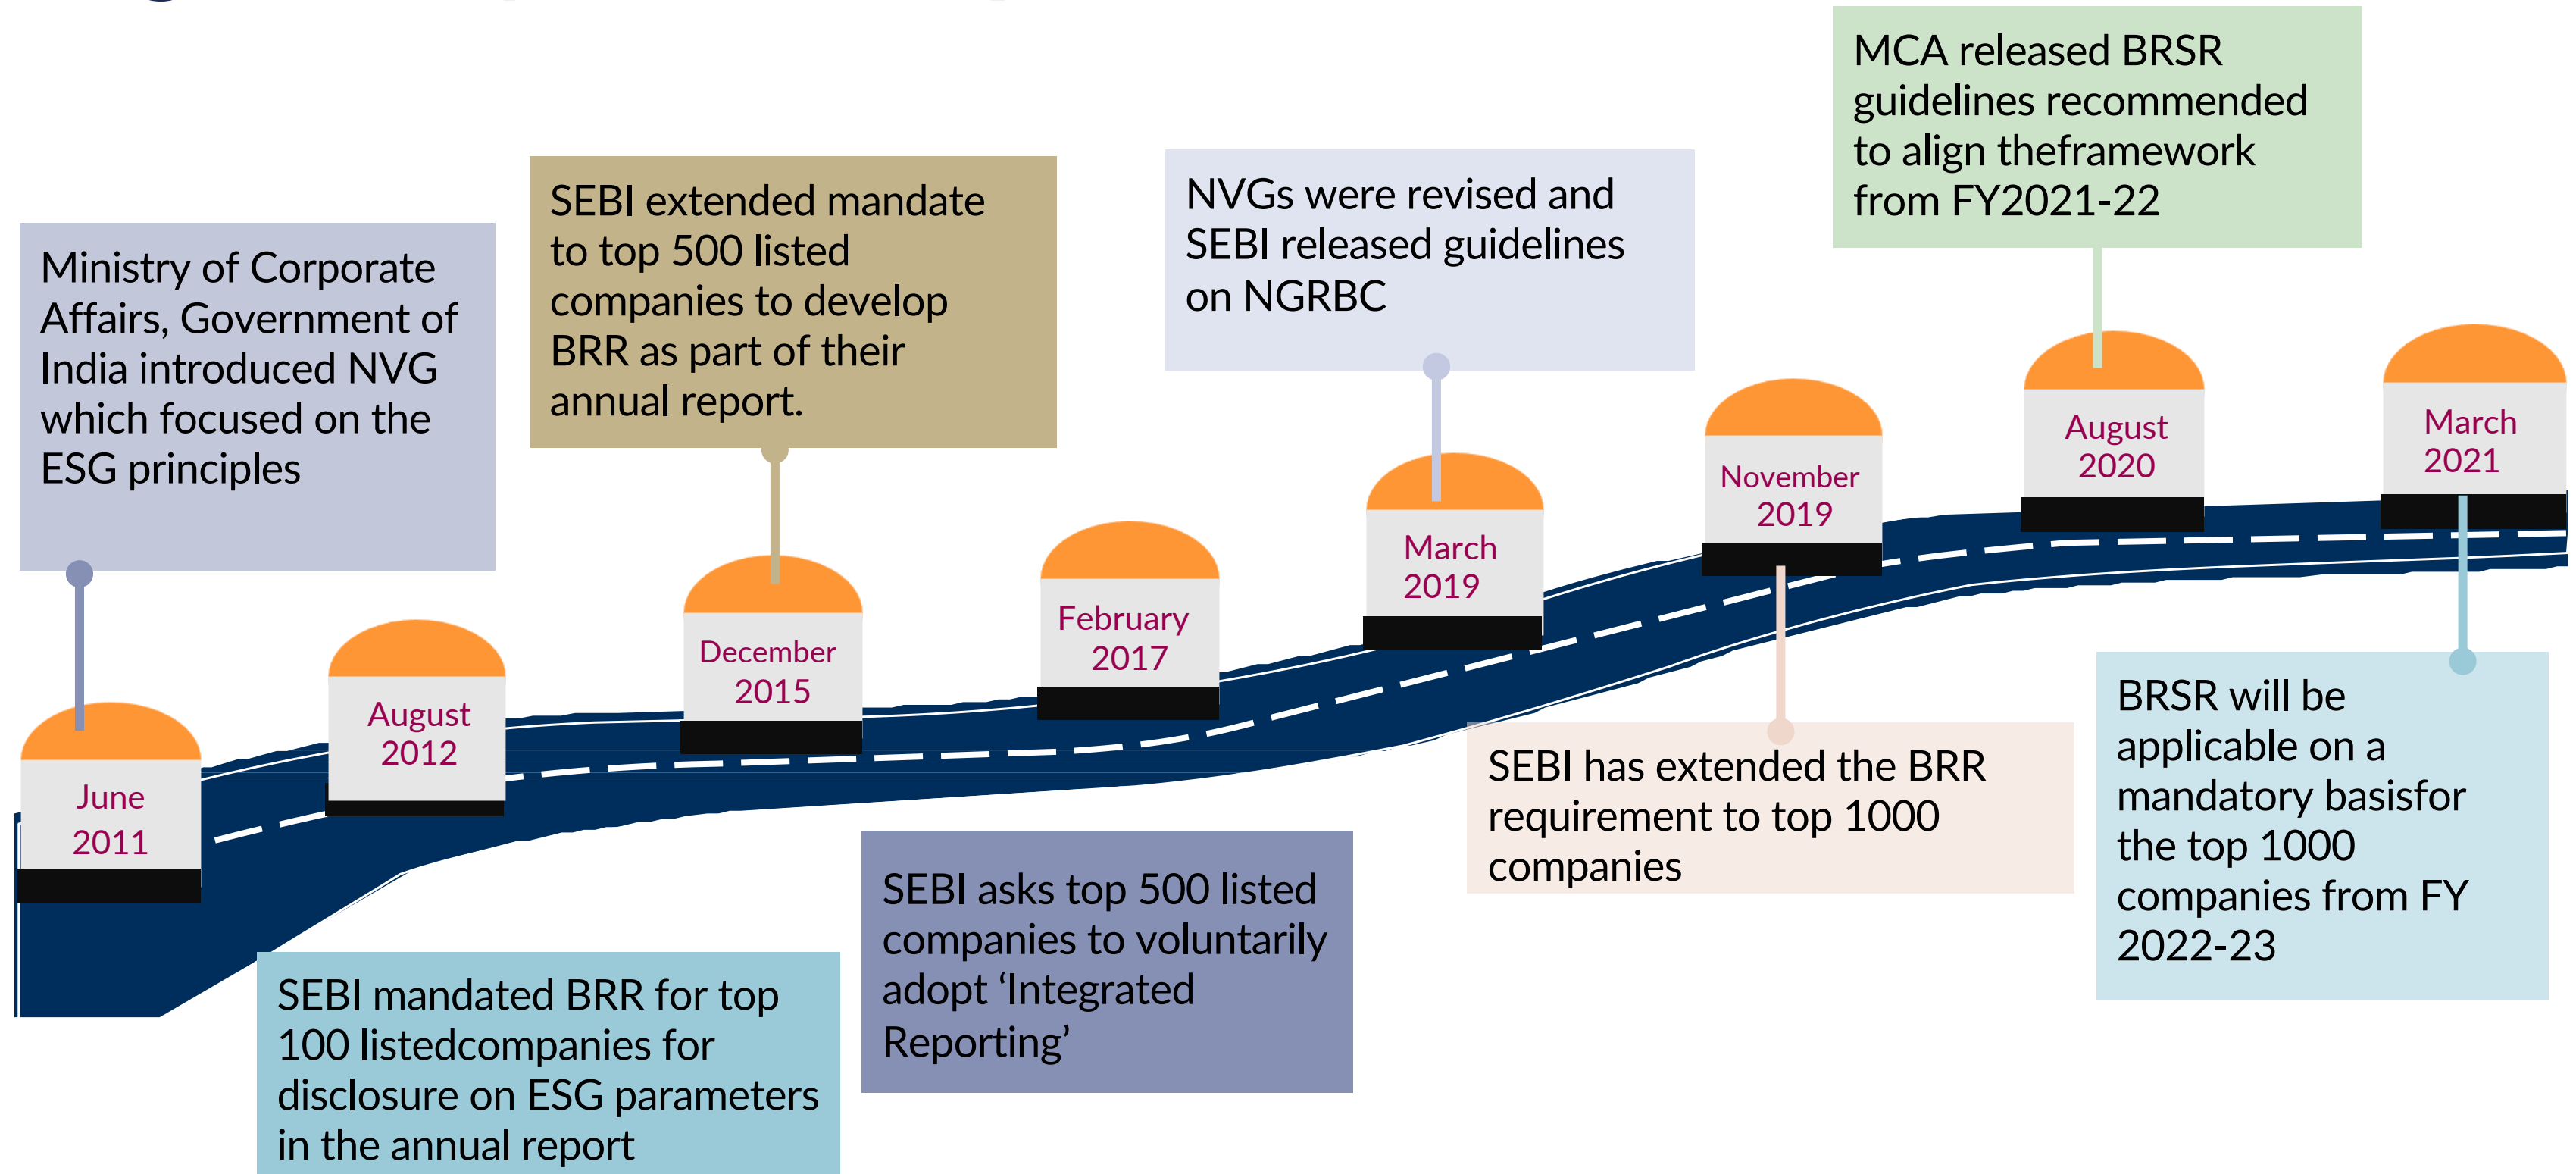 MCA released BRSR
guidelines recommended
to align theframework
from FY2021-22
SEBI extended mandate
to top 500 listed
companies to develop
BRR as part of their
annual report.
NVGs were revised and
SEBI released guidelines
on NGRBC
Ministry of Corporate
Affairs, Government of
India introduced NVG
which focused on the
ESG principles
June
2011
August
2012
December
2015
February
2017
March
2019
November
2019
August
2020
March
2021
SEBI mandated BRR for top
100 listedcompanies for
disclosure on ESG parameters
in the annual report
SEBI asks top 500 listed
companies to voluntarily
adopt ‘Integrated
Reporting’
SEBI has extended the BRR
requirement to top 1000
companies
BRSR will be
applicable on a
mandatory basisfor
the top 1000
companies from FY
2022-23